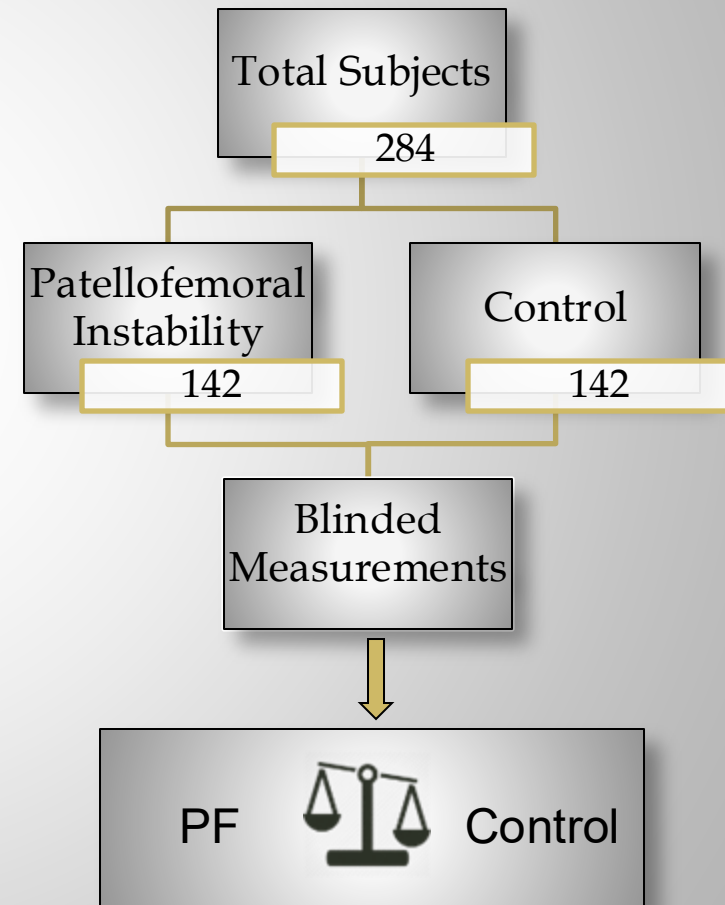 Total Subjects
284
Patellofemoral
Instability
142
Control
142
Blinded
Measurements
PF
Control